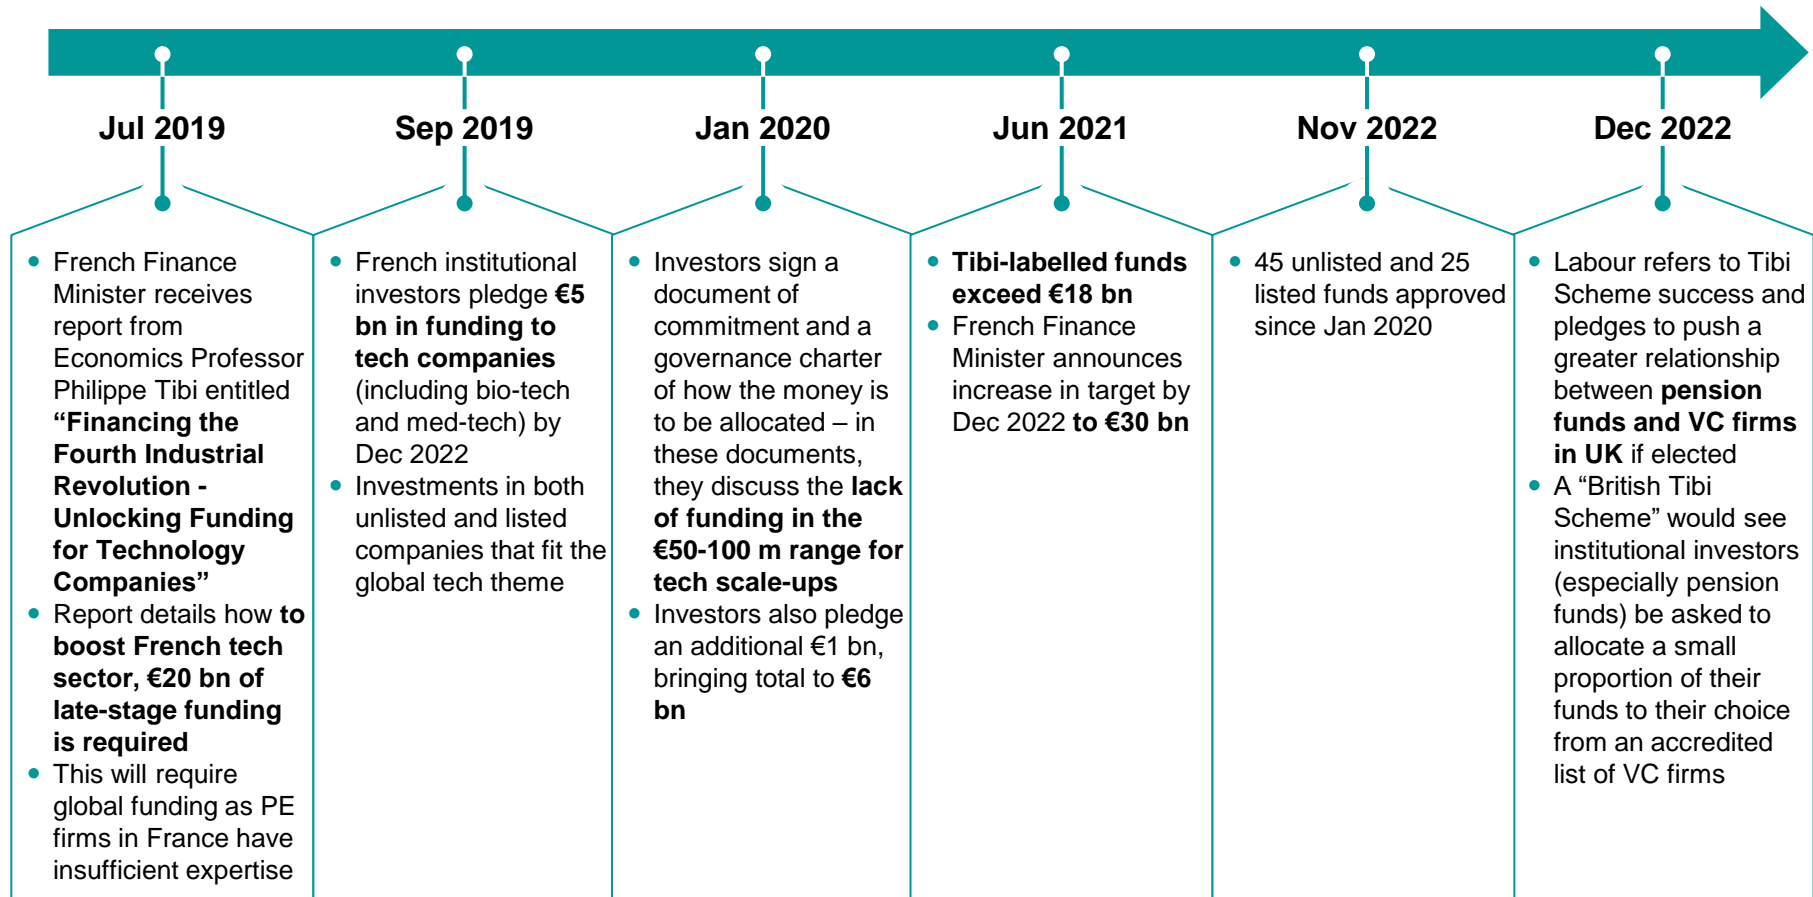 Jul 2019
Sep 2019
Jan 2020
Jun 2021
Nov 2022
Dec 2022
• French Finance
Minister receives
report from
Economics Professor
Philippe Tibi entitled
“Financing the
Fourth Industrial
Revolution -
Unlocking Funding
for Technology
Companies”
• Report details how to
boost French tech
sector, €20 bn of
late-stage funding
is required
• This will require
global funding as PE
firms in France have
insufficient expertise
• French institutional
investors pledge €5
bn in funding to
tech companies
(including bio-tech
and med-tech) by
Dec 2022
• Investments in both
unlisted and listed
companies that fit the
global tech theme
• Investors sign a
document of
commitment and a
governance charter
of how the money is
to be allocated – in
these documents,
they discuss the lack
of funding in the
€50-100 m range for
tech scale-ups
• Investors also pledge
an additional €1 bn,
bringing total to €6
bn
• Tibi-labelled funds
exceed €18 bn
• French Finance
Minister announces
increase in target by
Dec 2022 to €30 bn
• 45 unlisted and 25
listed funds approved
since Jan 2020
• Labour refers to Tibi
Scheme success and
pledges to push a
greater relationship
between pension
funds and VC firms
in UK if elected
• A “British Tibi
Scheme” would see
institutional investors
(especially pension
funds) be asked to
allocate a small
proportion of their
funds to their choice
from an accredited
list of VC firms